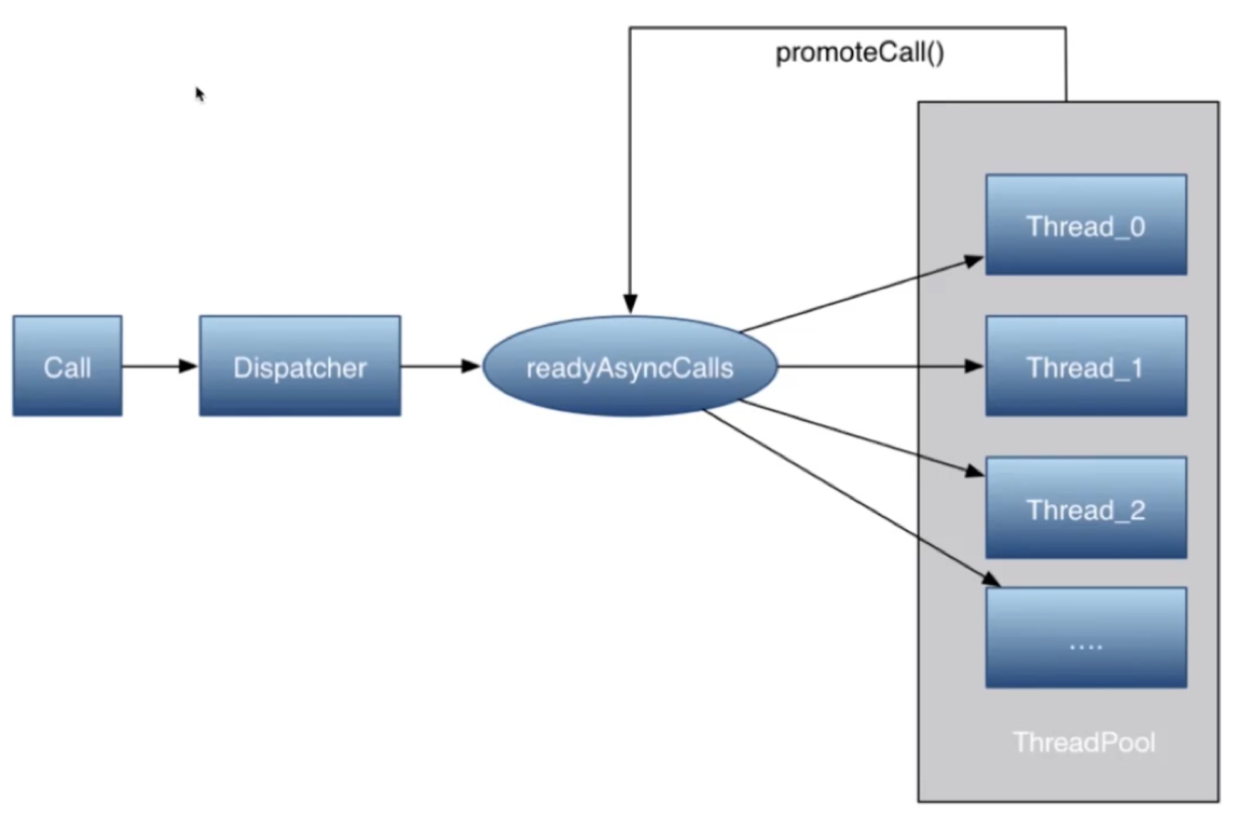 promoteCall()
Thread_0
Call
Dispatcher
readyAsyncCalls
Thread_1
Thread_2
....
ThreadPool